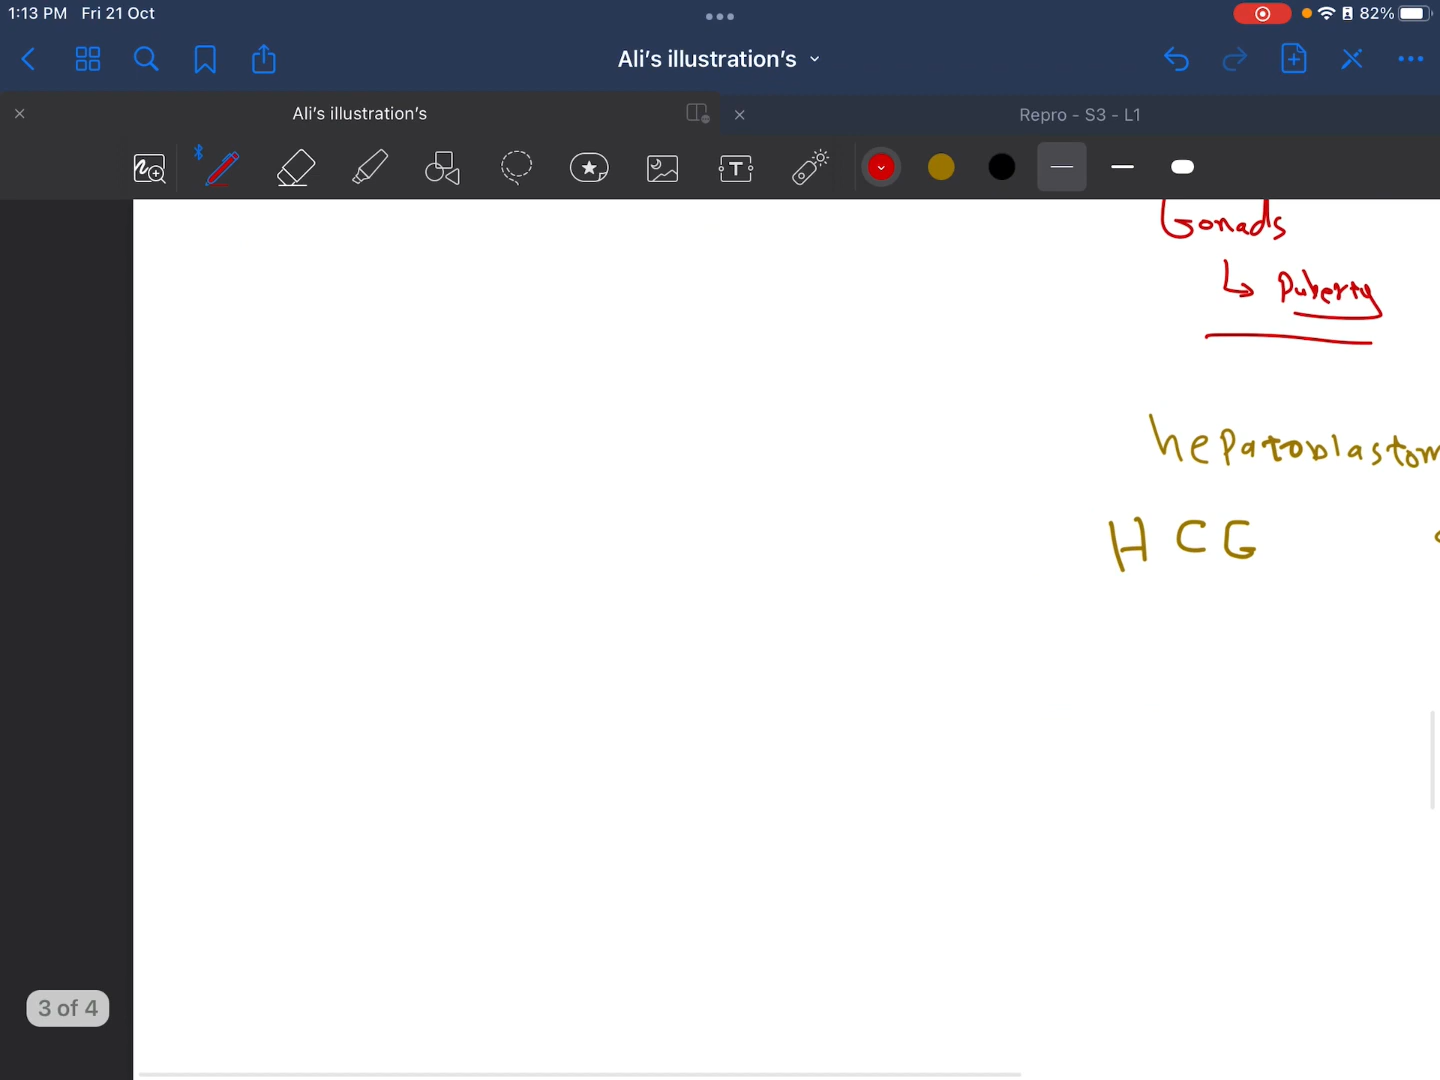 1:13 PM Fri 21 Oct 82%
Ali's illustration's
Ali's illustration's Repro - S3 - L1
T
Gonads
↳ Puberty
hepatoblastom
HCG
3 of 4